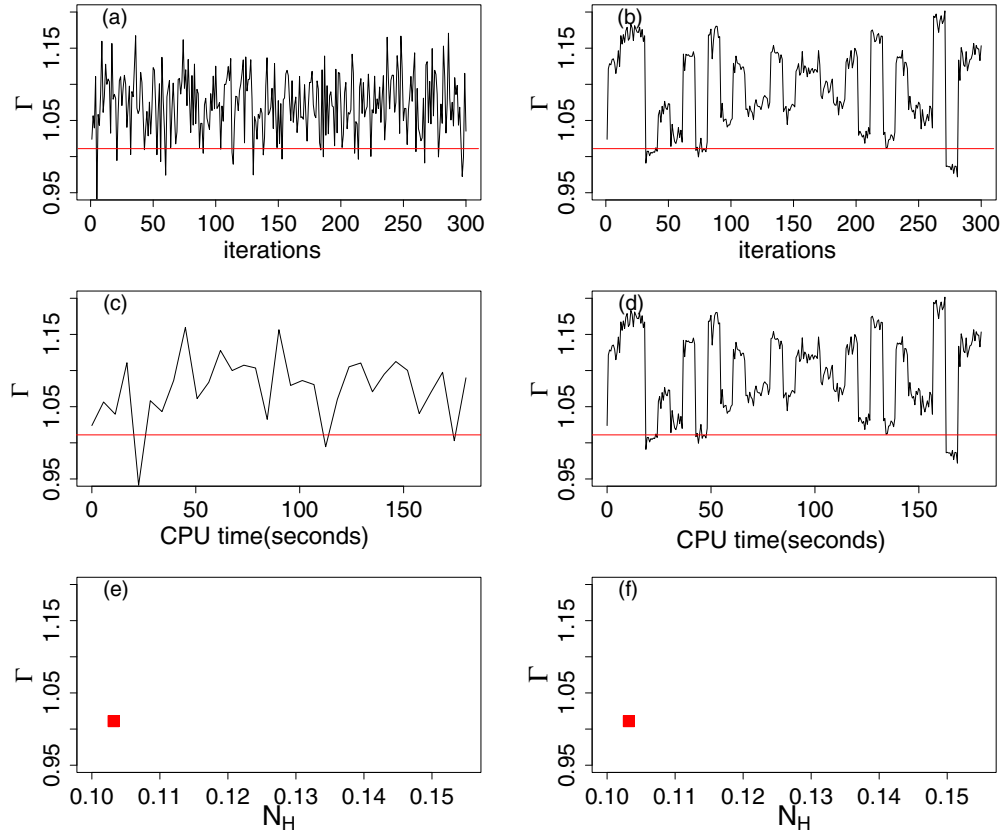 (a)
Γ
0.95 1.05 1.15
0 50 100 150 200 250 300
iterations
(b)
Γ
0.95 1.05 1.15
0 50 100 150 200 250 300
iterations
(c)
Γ
0.95 1.05 1.15
0 50 100 150
CPU time(seconds)
(d)
Γ
0.95 1.05 1.15
0 50 100 150
CPU time(seconds)
(e)
Γ
0.95 1.05 1.15
0.10 0.11 0.12 0.13 0.14 0.15
N_H
(f)
Γ
0.95 1.05 1.15
0.10 0.11 0.12 0.13 0.14 0.15
N_H